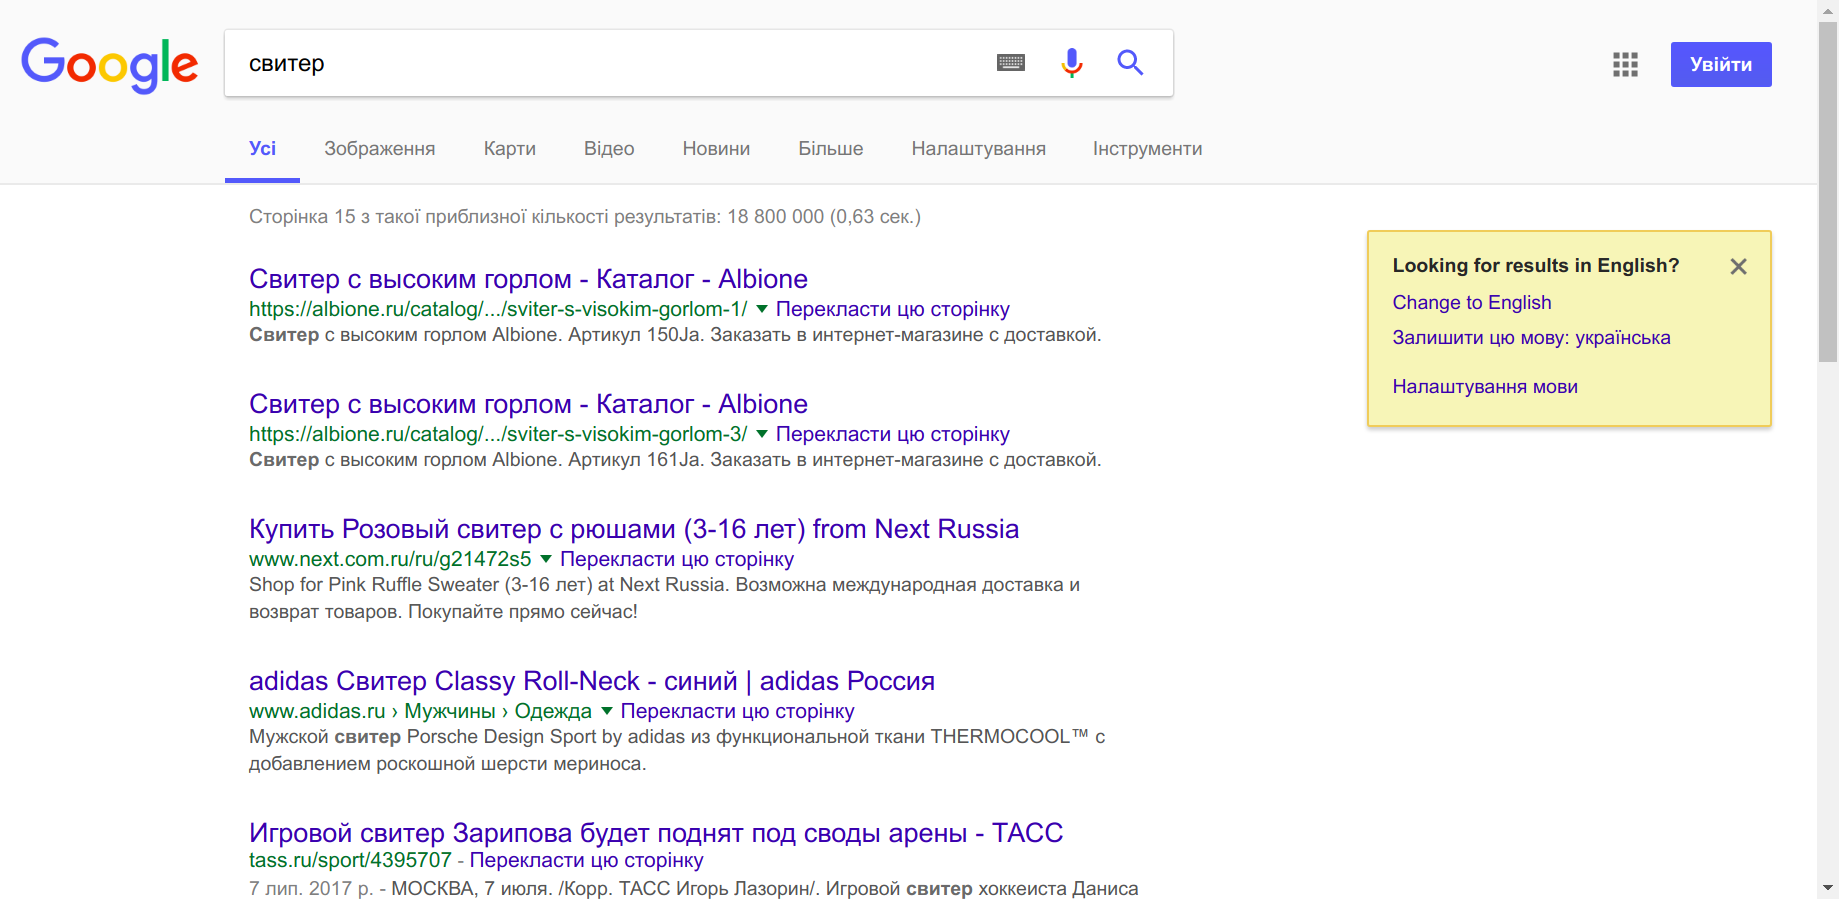 Google
свитер
Увійти
Усі Зображення Карти Відео Новини Більше Налаштування Інструменти
Сторінка 15 з такої приблизної кількості результатів: 18 800 000 (0,63 сек.)
Свитер с высоким горлом - Каталог - Albione
https://albione.ru/catalog/.../sviter-s-visokim-gorlom-1/ Перекласти цю сторінку
Свитер с высоким горлом Albione. Артикул 150Ja. Заказать в интернет-магазине с доставкой.
Свитер с высоким горлом - Каталог - Albione
https://albione.ru/catalog/.../sviter-s-visokim-gorlom-3/ Перекласти цю сторінку
Свитер с высоким горлом Albione. Артикул 161Ja. Заказать в интернет-магазине с доставкой.
Купить Розовый свитер с рюшами (3-16 лет) from Next Russia
www.next.com.ru/ru/g21472s5 Перекласти цю сторінку
Shop for Pink Ruffle Sweater (3-16 лет) at Next Russia. Возможна международная доставка и
возврат товаров. Покупайте прямо сейчас!
adidas Свитер Classy Roll-Neck - синий | adidas Россия
www.adidas.ru › Мужчины › Одежда Перекласти цю сторінку
Мужской свитер Porsche Design Sport by adidas из функциональной ткани THERMOCOOL™ с
добавлением роскошной шерсти мериноса.
Игровой свитер Зарипова будет поднят под своды арены - ТАСС
tass.ru/sport/4395707 - Перекласти цю сторінку
7 лип. 2017 р. - МОСКВА, 7 июля. /Корр. ТАСС Игорь Лазорин/. Игровой свитер хоккеиста Даниса
Looking for results in English?
Change to English
Залишити цю мову: українська
Налаштування мови